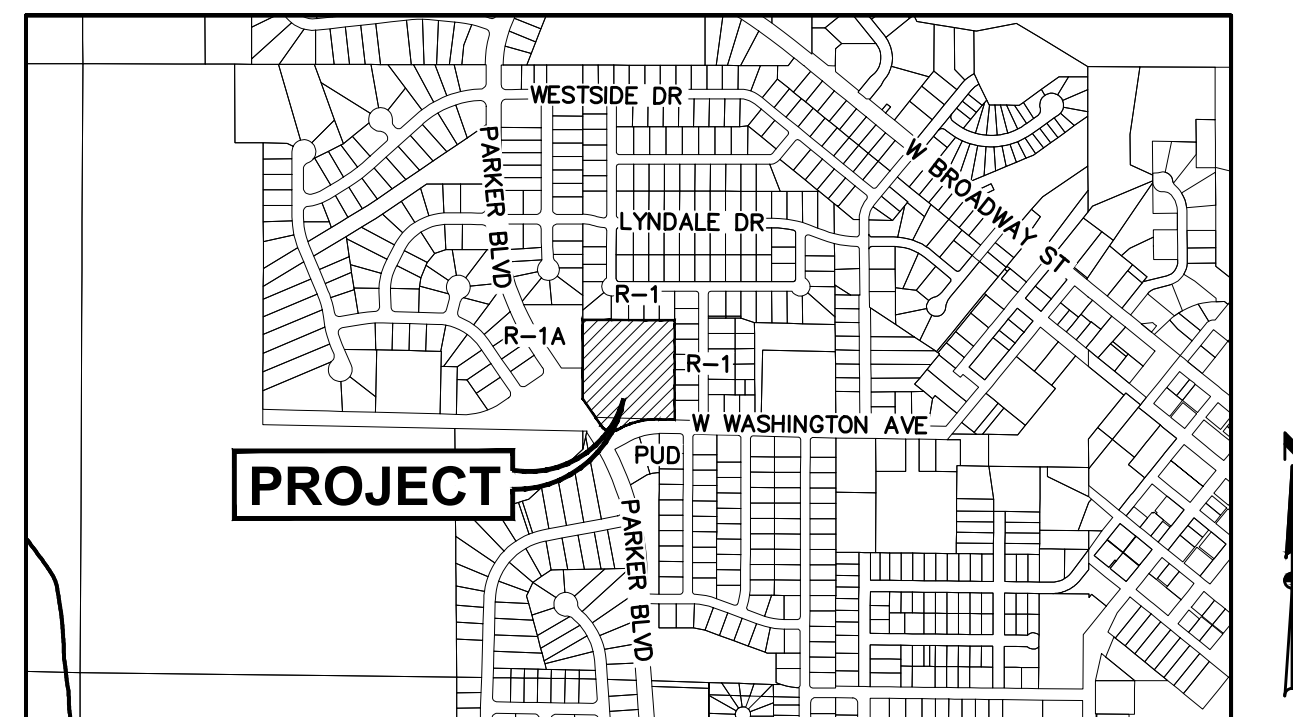 WESTSIDE DR
PARKER BLVD
W BROADWAY ST
LYNDALE DR
R-1
R-1A
R-1
W WASHINGTON AVE
PUD
PROJECT
PARKER BLVD